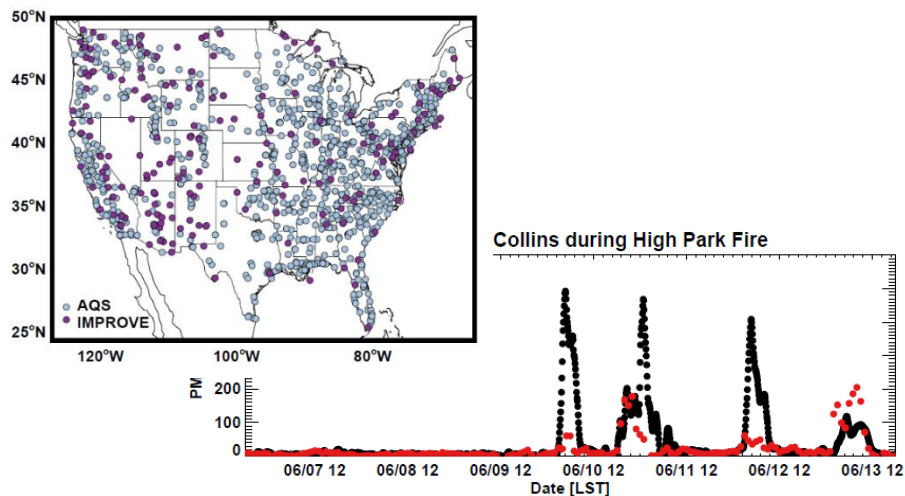 50°N
45°N
40°N
35°N
30°N
25°N
AQS
IMPROVE
120°W 100°W 80°W
Collins during High Park Fire
PM
200
100
0
06/07 12 06/08 12 06/09 12 06/10 12 06/11 12 06/12 12 06/13 12
Date [LST]